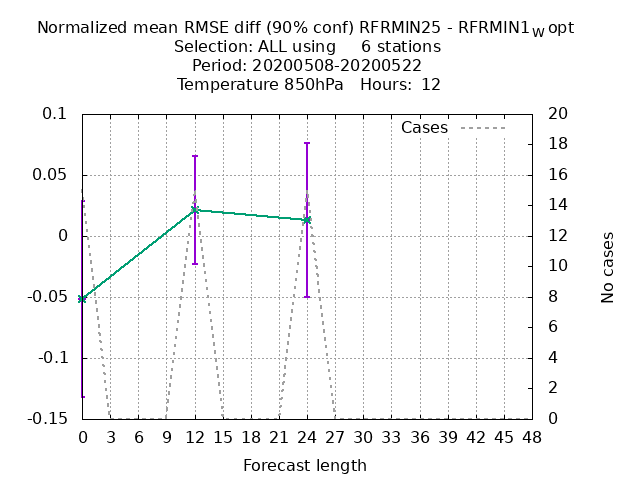 Normalized mean RMSE diff (90% conf) RFRMIN25 - RFRMIN1w opt
Selection: ALL using 6 stations
Period: 20200508-20200522
Temperature 850hPa Hours: 12
Cases
0.1
0.05
0
-0.05
-0.1
-0.15
20
18
16
14
12
10
8
6
4
2
0
No cases
0 3 6 9 12 15 18 21 24 27 30 33 36 39 42 45 48
Forecast length